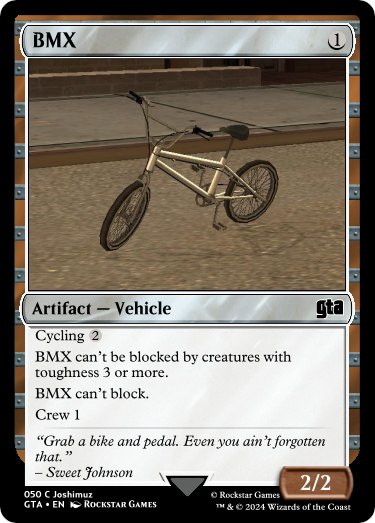 BMX 1
Artifact — Vehicle gta
Cycling 2
BMX can't be blocked by creatures with
toughness 3 or more.
BMX can't block.
Crew 1
“Grab a bike and pedal. Even you ain't forgotten
that.”
– Sweet Johnson
2/2
050 C Joshimuz © Rockstar Games
GTA • EN Rockstar Games ™ & © 2024 Wizards of the Coast